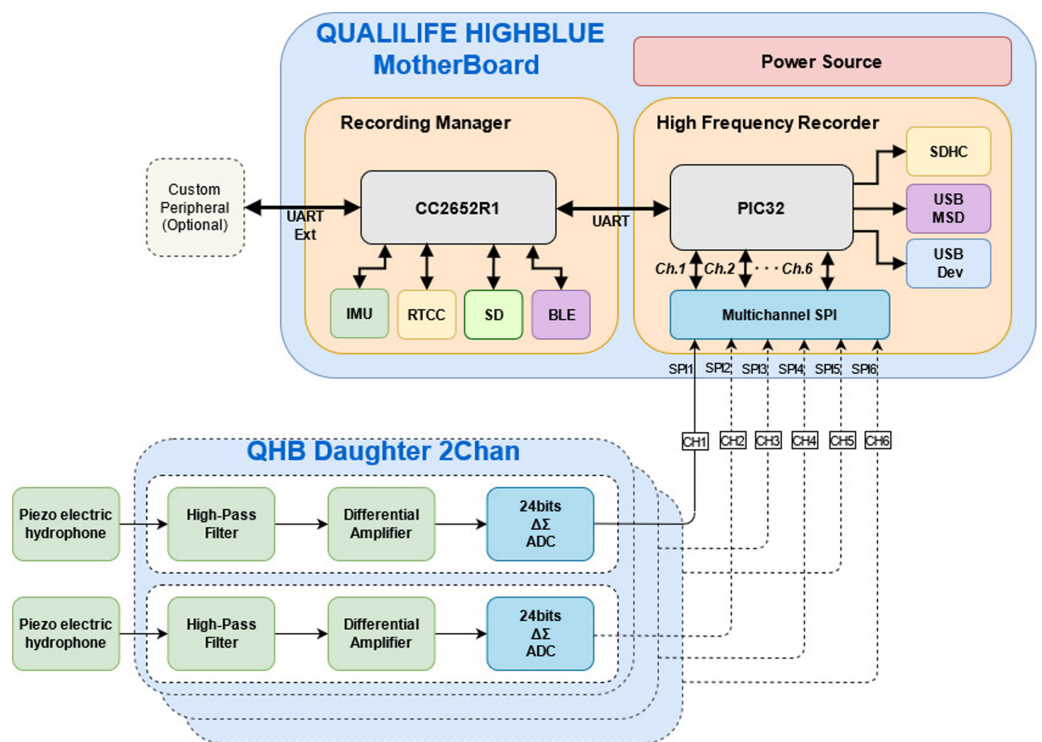 QUALILIFE HIGHBLUE
MotherBoard
Power Source
Recording Manager
High Frequency Recorder
Custom
Peripheral
(Optional)
UART
Ext
CC2652R1
UART
PIC32
SDHC
USB
MSD
USB
Dev
IMU
RTCC
SD
BLE
Ch.1
Ch.2
···
Ch.6
Multichannel SPI
SPI1
SPI2
SPI3
SPI4
SPI5
SPI6
CH1
CH2
CH3
CH4
CH5
CH6
QHB Daughter 2Chan
Piezo electric
hydrophone
High-Pass
Filter
Differential
Amplifier
24bits
ΔΣ
ADC
Piezo electric
hydrophone
High-Pass
Filter
Differential
Amplifier
24bits
ΔΣ
ADC